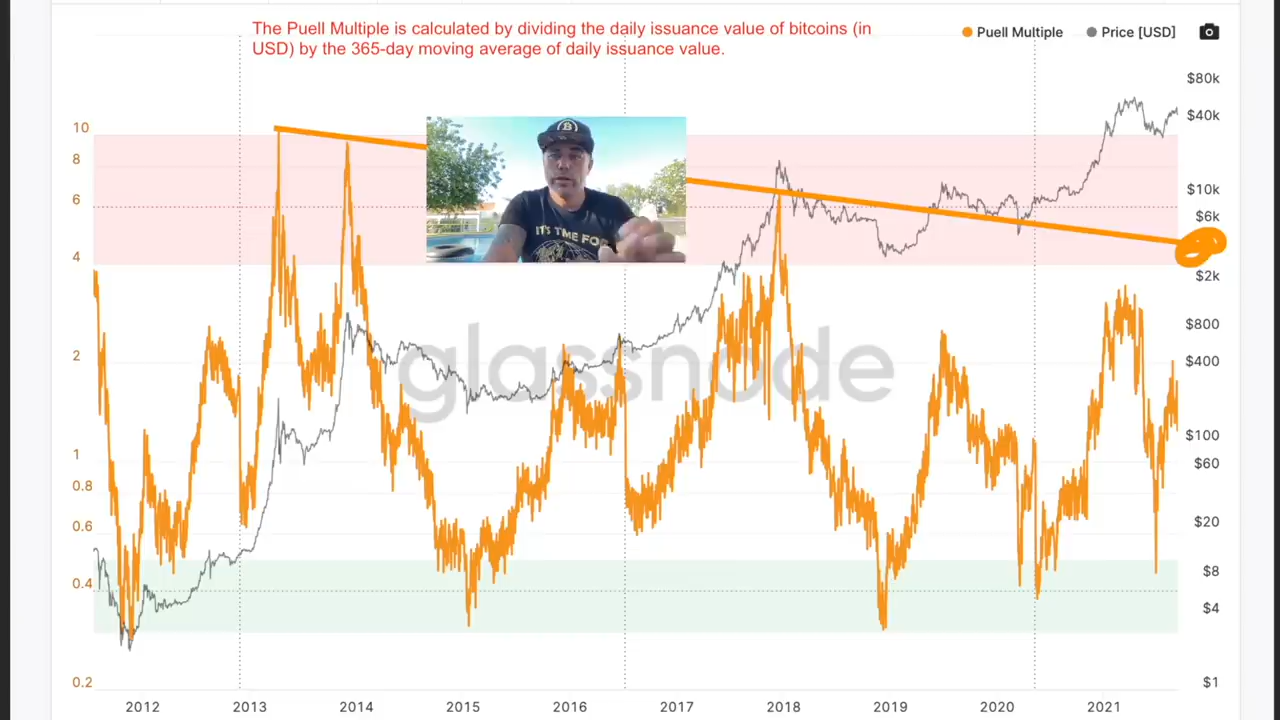 The Puell Multiple is calculated by dividing the daily issuance value of bitcoins (in
USD) by the 365-day moving average of daily issuance value.
Puell Multiple
Price [USD]
$80k
$40k
$10k
$6k
$2k
$800
$400
$100
$60
$20
$8
$4
$1
10
8
6
4
2
1
0.8
0.6
0.4
0.2
B
IT'S TIME FOR
glassnode
2012 2013 2014 2015 2016 2017 2018 2019 2020 2021